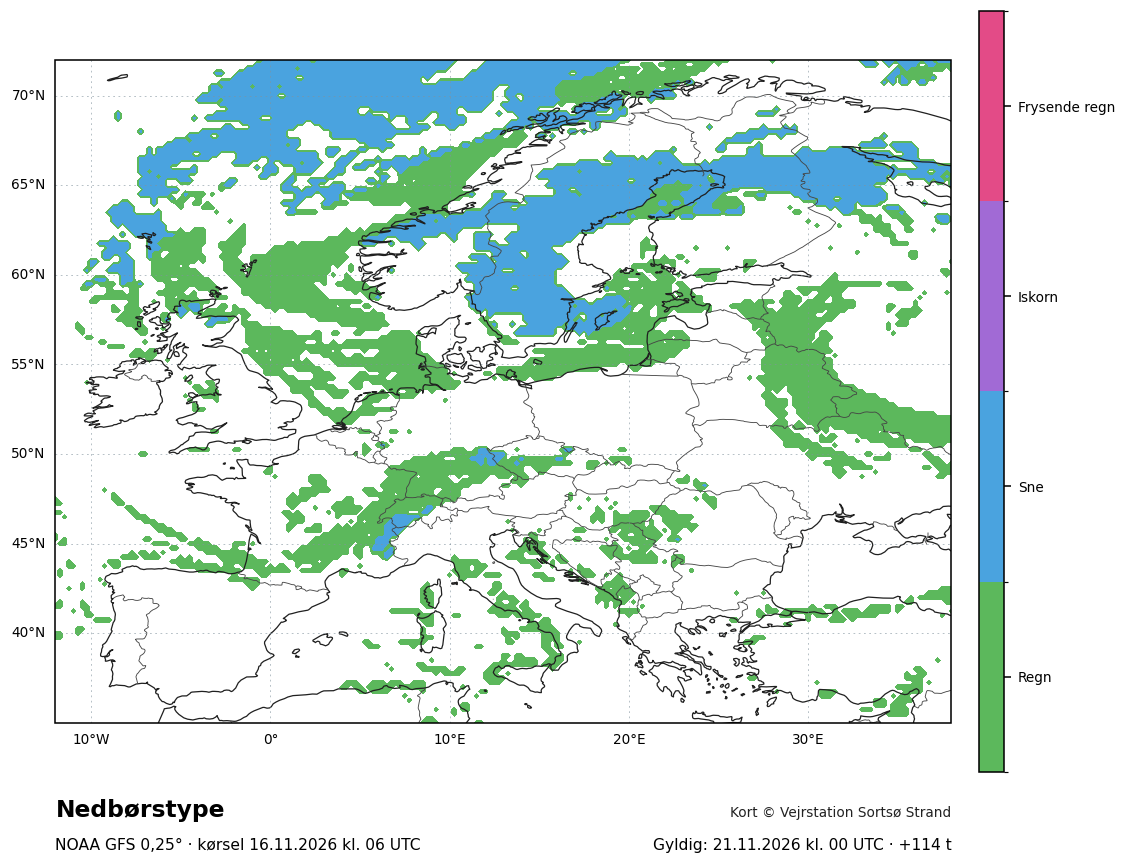 70°N
65°N
60°N
55°N
50°N
45°N
40°N
10°W 0° 10°E 20°E 30°E
Frysende regn
Iskorn
Sne
Regn
Nedbørstype
Kort © Vejrstation Sortsø Strand
NOAA GFS 0,25° · kørsel 16.11.2026 kl. 06 UTC
Gyldig: 21.11.2026 kl. 00 UTC · +114 t